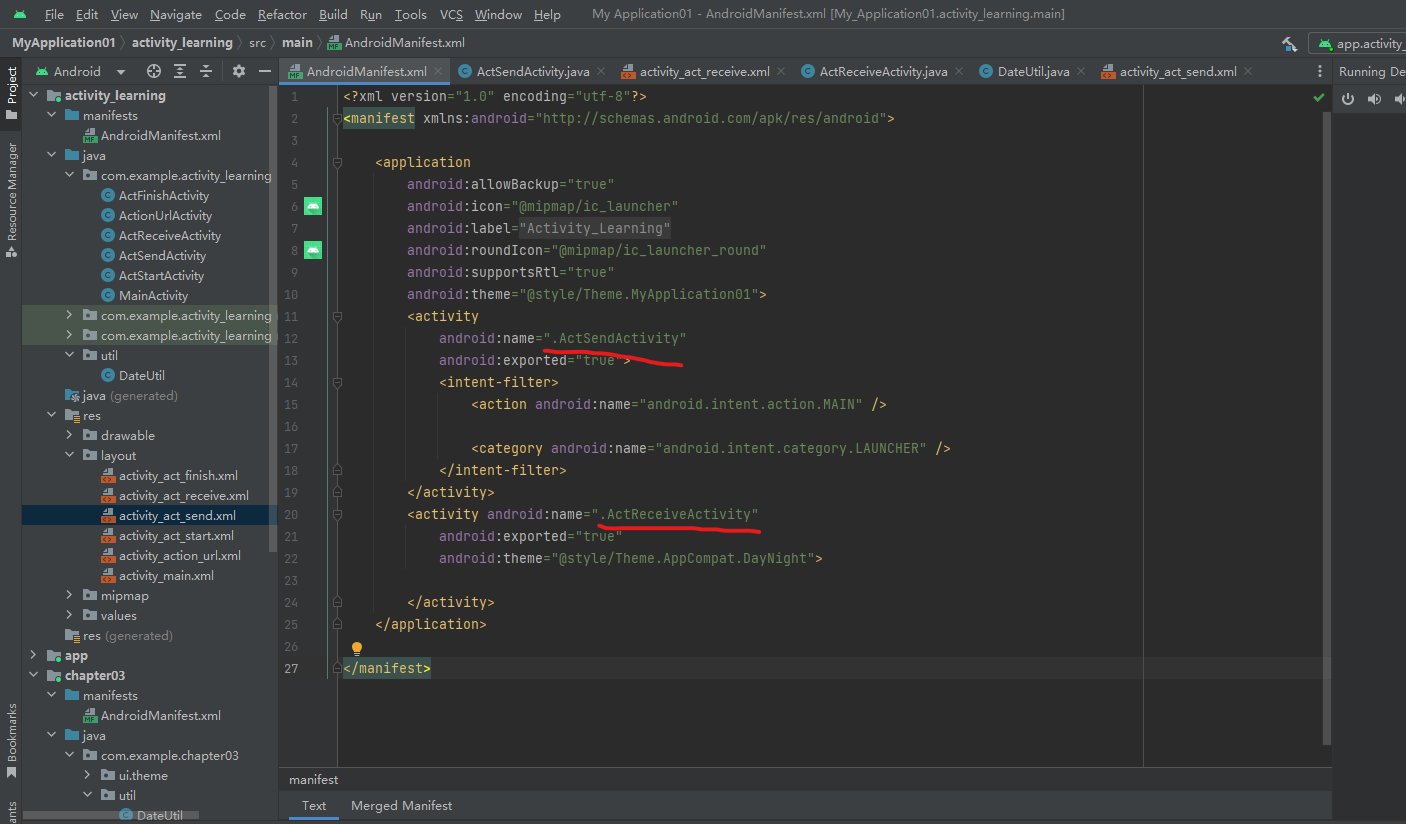 File Edit View Navigate Code Refactor Build Run Tools VCS Window Help My Application01 - AndroidManifest.xml [My_Application01.activity_learning.main]
MyApplication01 activity_learning src main AndroidManifest.xml app.activity_
Android AndroidManifest.xml ActSendActivity.java activity_act_receive.xml ActReceiveActivity.java DateUtil.java activity_act_send.xml Running De
Project
Resource Manager
Bookmarks
activity_learning
manifests
AndroidManifest.xml
java
com.example.activity_learning
ActFinishActivity
ActionUrlActivity
ActReceiveActivity
ActSendActivity
ActStartActivity
MainActivity
com.example.activity_learning
com.example.activity_learning
util
DateUtil
java (generated)
res
drawable
layout
activity_act_finish.xml
activity_act_receive.xml
activity_act_send.xml
activity_act_start.xml
activity_action_url.xml
activity_main.xml
mipmap
values
res (generated)
app
chapter03
manifests
AndroidManifest.xml
java
com.example.chapter03
ui.theme
util
DateUtil
1 <?xml version="1.0" encoding="utf-8"?>
2 <manifest xmlns:android="http://schemas.android.com/apk/res/android">
3
4 <application
5 android:allowBackup="true"
6 android:icon="@mipmap/ic_launcher"
7 android:label="Activity_Learning"
8 android:roundIcon="@mipmap/ic_launcher_round"
9 android:supportsRtl="true"
10 android:theme="@style/Theme.MyApplication01">
11 <activity
12 android:name=".ActSendActivity"
13 android:exported="true">
14 <intent-filter>
15 <action android:name="android.intent.action.MAIN" />
16
17 <category android:name="android.intent.category.LAUNCHER" />
18 </intent-filter>
19 </activity>
20 <activity android:name=".ActReceiveActivity"
21 android:exported="true"
22 android:theme="@style/Theme.AppCompat.DayNight">
23
24 </activity>
25 </application>
26
27 </manifest>
manifest
Text Merged Manifest